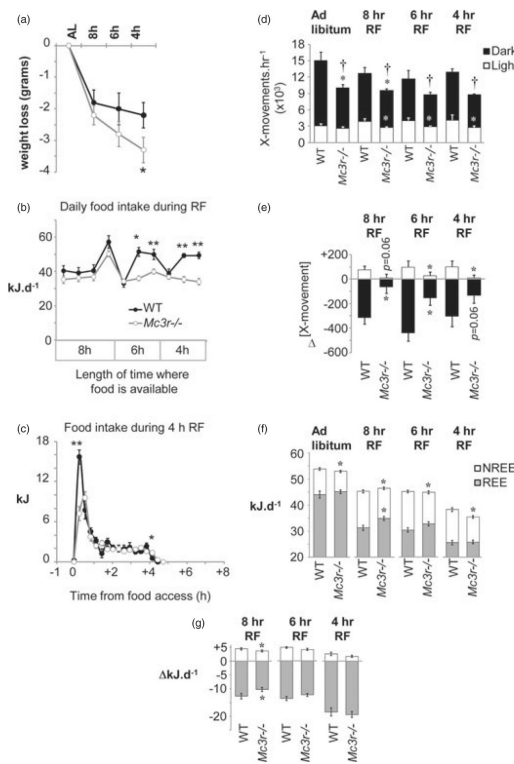 (a)
AL 8h 6h 4h
0
-1
-2
-3
-4
-5
weight loss (grams)
*
(b)
Daily food intake during RF
60
40
20
0
kJ.d-1
* ** ** **
WT
Mc3r-/-
8h 6h 4h
Length of time where
food is available
(c)
Food intake during 4 h RF
18
12
6
0
kJ
**
*
-1 0 +2 +4 +6 +8
Time from food access (h)
(d)
Ad libitum
8 hr RF
6 hr RF
4 hr RF
Dark
Light
18
15
12
9
6
3
0
X-movements.hr-1
(x10³)
† † † †
* * * *
* * *
WT Mc3r-/- WT Mc3r-/- WT Mc3r-/- WT Mc3r-/-
(e)
8 hr RF
6 hr RF
4 hr RF
+200
0
-200
-400
-600
Δ [X-movement]
p=0.06
* *
* *
p=0.06
WT Mc3r-/- WT Mc3r-/- WT Mc3r-/-
(f)
Ad libitum
8 hr RF
6 hr RF
4 hr RF
NREE
REE
60
50
40
30
20
kJ.d-1
* * * *
*
WT Mc3r-/- WT Mc3r-/- WT Mc3r-/- WT Mc3r-/-
(g)
8 hr RF
6 hr RF
4 hr RF
+5
0
-10
-20
ΔkJ.d-1
*
*
WT Mc3r-/- WT Mc3r-/- WT Mc3r-/-